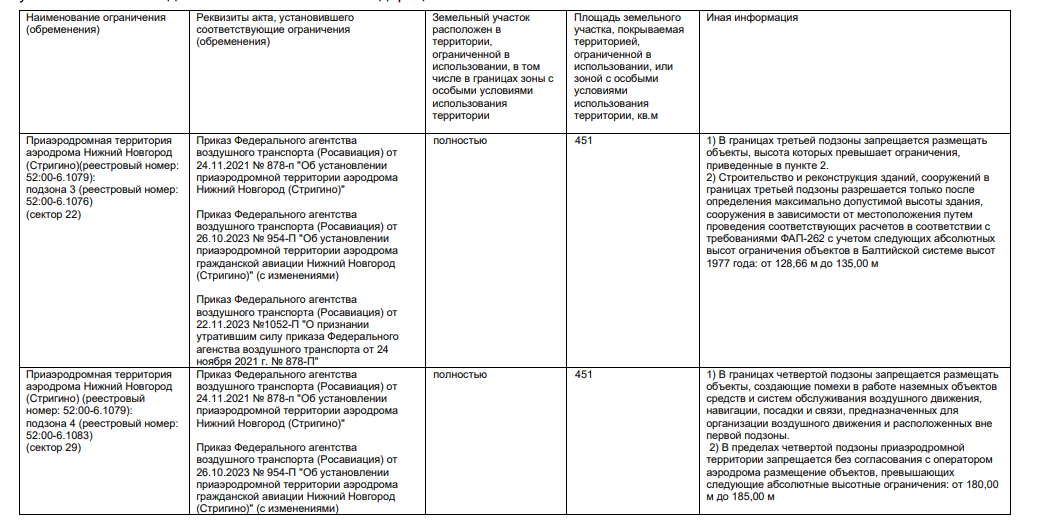 Наименование ограничения
(обременения)
Реквизиты акта, установившего
соответствующие ограничения
(обременения)
Земельный участок
расположен в
территории,
ограниченной в
использовании, в том
числе в границах зоны с
особыми условиями
использования
территории
Площадь земельного
участка, покрываемая
территорией,
ограниченной в
использовании, или
зоной с особыми
условиями
использования
территории, кв.м
Иная информация
Приаэродромная территория
аэродрома Нижний Новгород
(Стригино)(реестровый номер:
52:00-6.1079):
подзона 3 (реестровый номер:
52:00-6.1076)
(сектор 22)
Приказ Федерального агентства
воздушного транспорта (Росавиация) от
24.11.2021 № 878-п "Об установлении
приаэродромной территории аэродрома
Нижний Новгород (Стригино)"
Приказ Федерального агентства
воздушного транспорта (Росавиация) от
26.10.2023 № 954-П "Об установлении
приаэродромной территории аэродрома
гражданской авиации Нижний Новгород
(Стригино)" (с изменениями)
Приказ Федерального агентства
воздушного транспорта (Росавиация) от
22.11.2023 №1052-П "О признании
утратившим силу приказа Федерального
агенства воздушного транспорта от 24
ноября 2021 г. № 878-П"
полностью
451
1) В границах третьей подзоны запрещается размещать
объекты, высота которых превышает ограничения,
приведенные в пункте 2.
2) Строительство и реконструкция зданий, сооружений в
границах третьей подзоны разрешается только после
определения максимально допустимой высоты здания,
сооружения в зависимости от местоположения путем
проведения соответствующих расчетов в соответствии с
требованиями ФАП-262 с учетом следующих абсолютных
высот ограничения объектов в Балтийской системе высот
1977 года: от 128,66 м до 135,00 м
Приаэродромная территория
аэродрома Нижний Новгород
(Стригино) (реестровый
номер: 52:00-6.1079):
подзона 4 (реестровый номер:
52:00-6.1083)
(сектор 29)
Приказ Федерального агентства
воздушного транспорта (Росавиация) от
24.11.2021 № 878-п "Об установлении
приаэродромной территории аэродрома
Нижний Новгород (Стригино)"
Приказ Федерального агентства
воздушного транспорта (Росавиация) от
26.10.2023 № 954-П "Об установлении
приаэродромной территории аэродрома
гражданской авиации Нижний Новгород
(Стригино)" (с изменениями)
полностью
451
1) В границах четвертой подзоны запрещается размещать
объекты, создающие помехи в работе наземных объектов
средств и систем обслуживания воздушного движения,
навигации, посадки и связи, предназначенных для
организации воздушного движения и расположенных вне
первой подзоны.
2) В пределах четвертой подзоны приаэродромной
территории запрещается без согласования с оператором
аэродрома размещение объектов, превышающих
следующие абсолютные высотные ограничения: от 180,00
м до 185,00 м